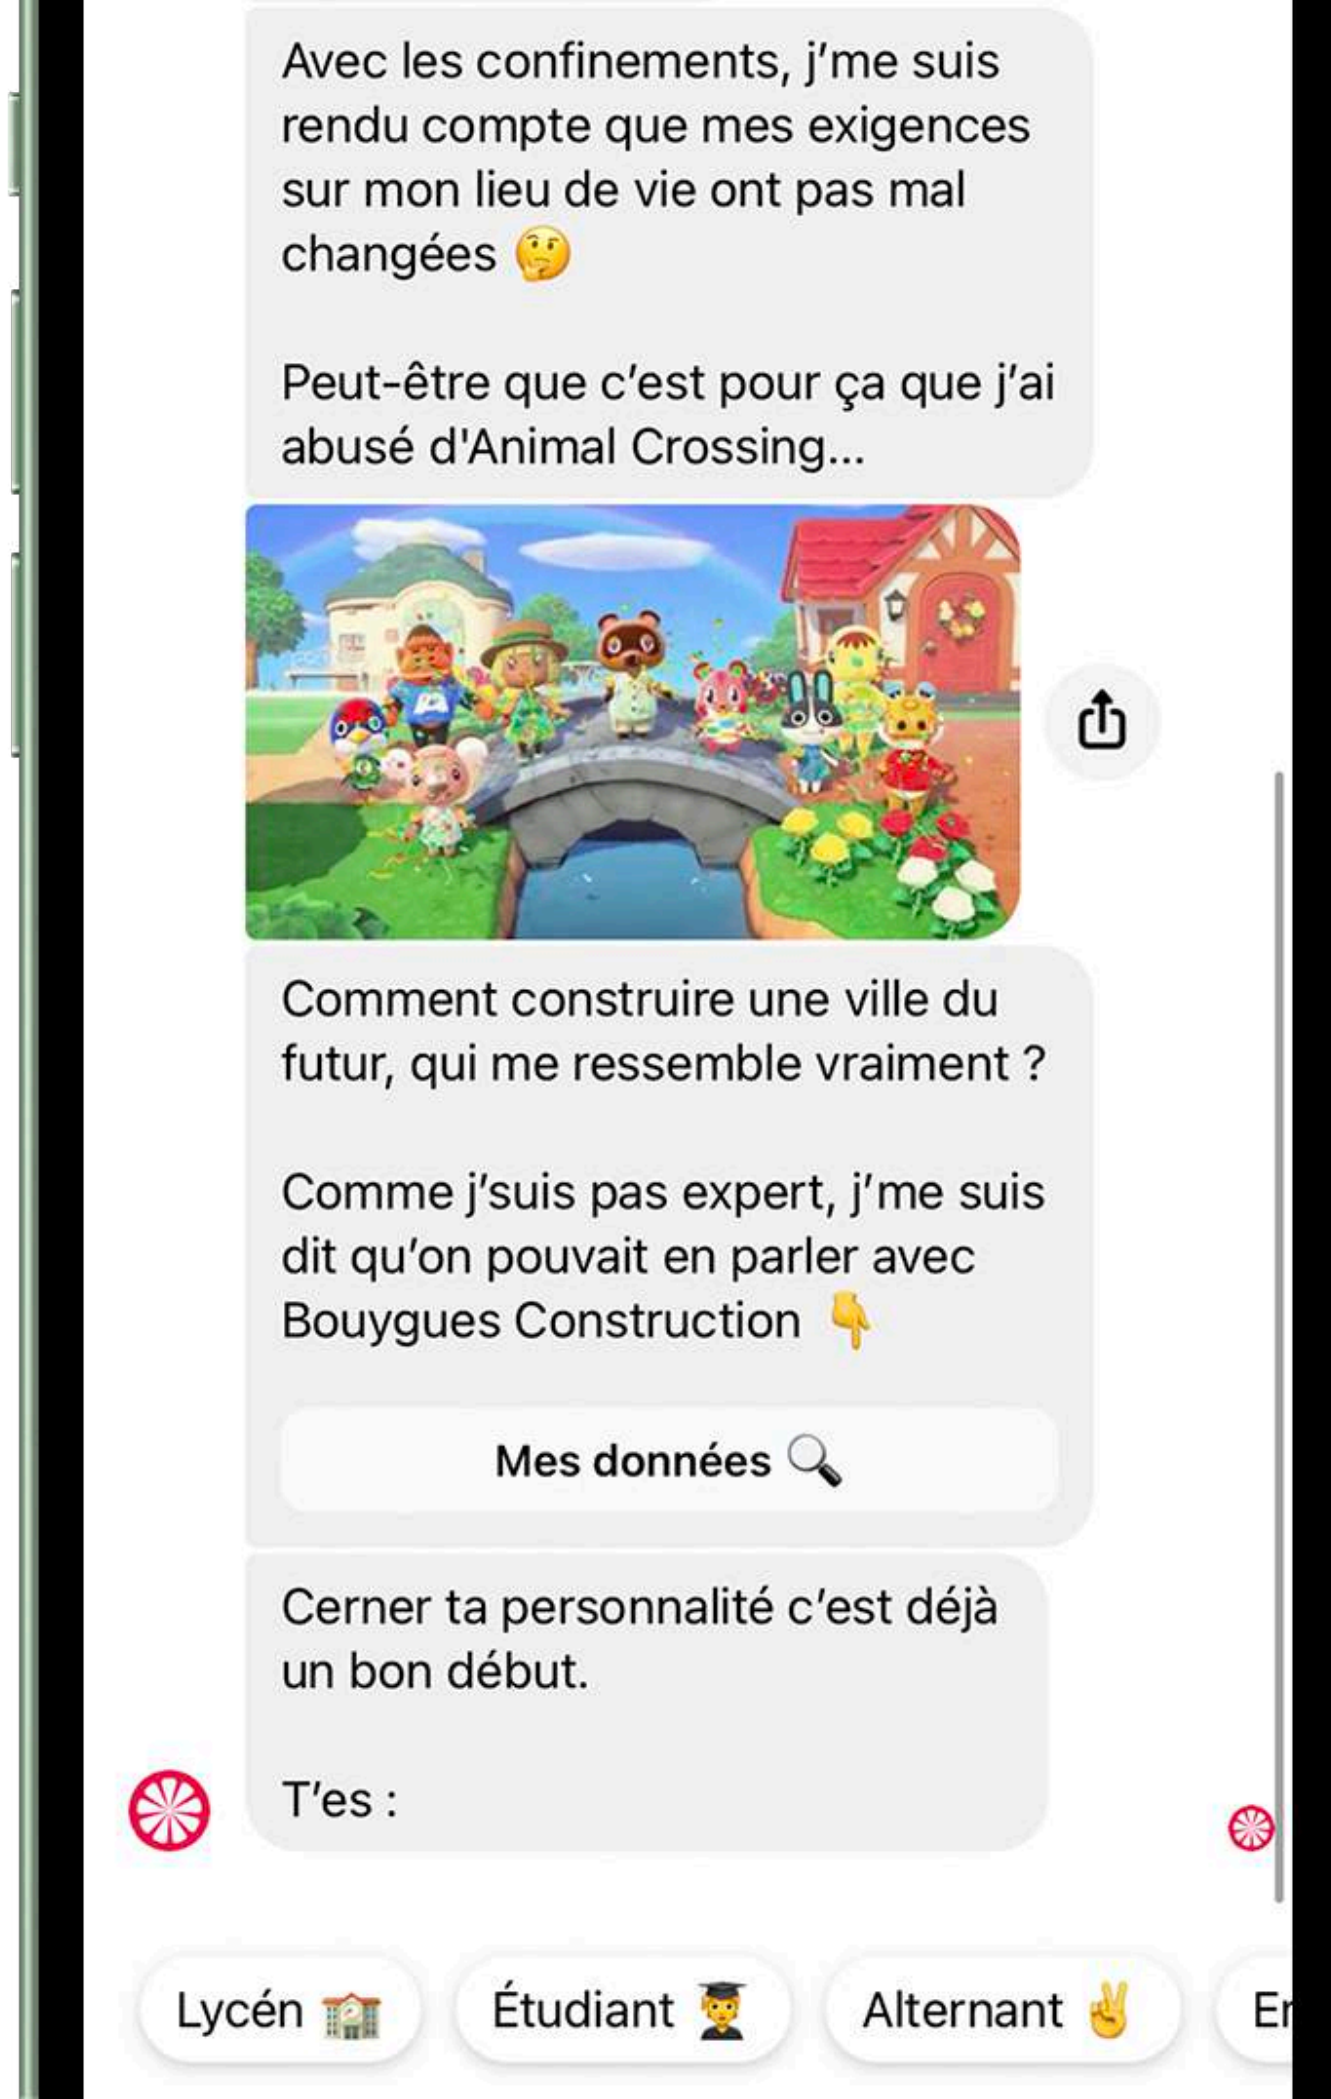 Avec les confinements, j’me suis
rendu compte que mes exigences
sur mon lieu de vie ont pas mal
changées 🤔
Peut-être que c’est pour ça que j’ai
abusé d'Animal Crossing...
Comment construire une ville du
futur, qui me ressemble vraiment ?
Comme j’suis pas expert, j’me suis
dit qu’on pouvait en parler avec
Bouygues Construction 👇
Mes données 🔍
Cerner ta personnalité c’est déjà
un bon début.
T’es :
Lycén 🏫
Étudiant 🧑‍🎓
Alternant ✌️